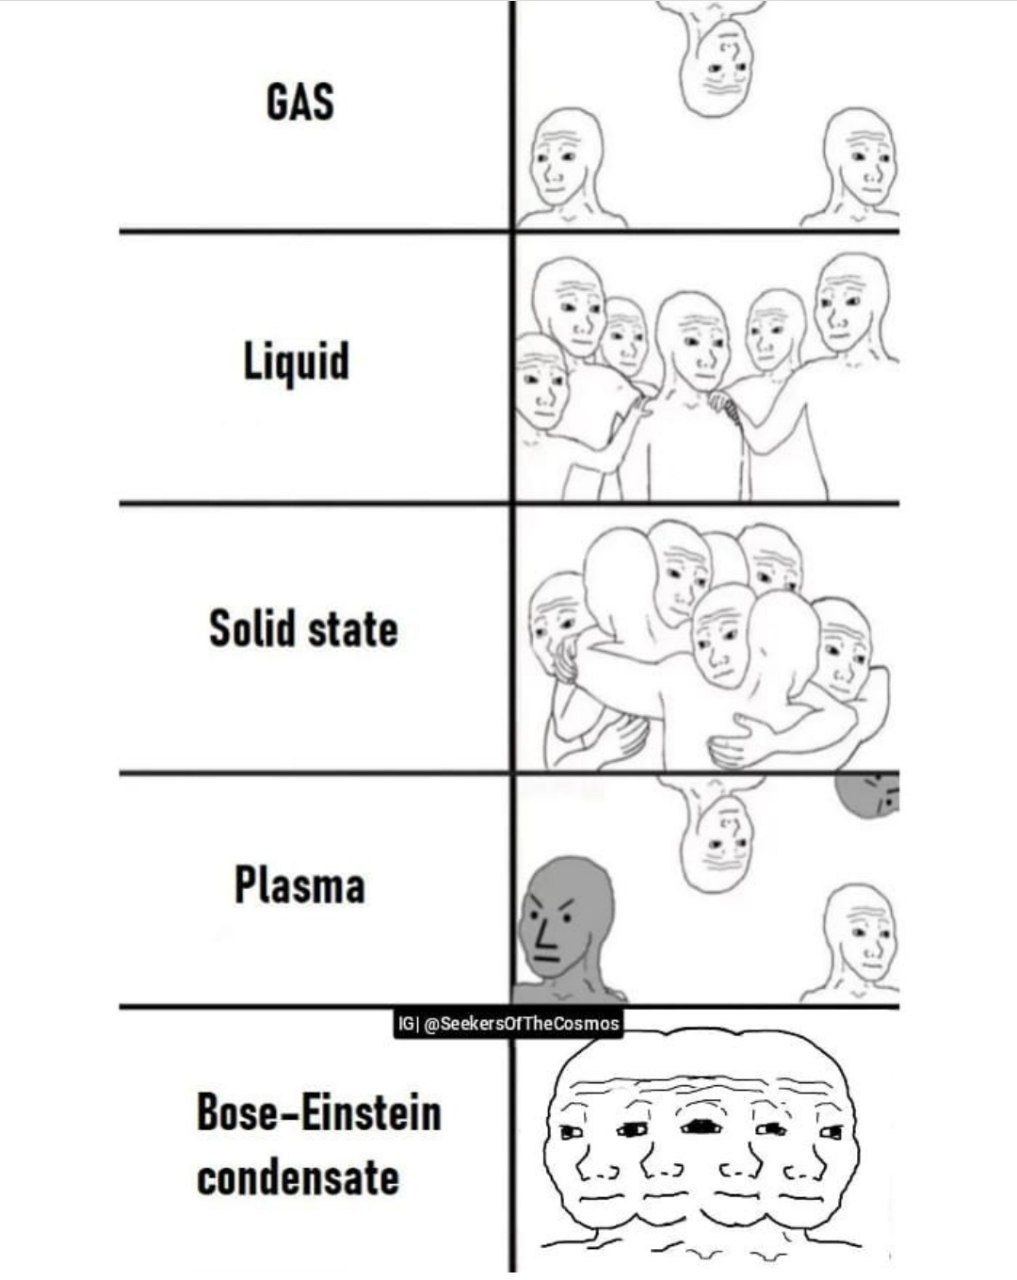 GAS
Liquid
Solid state
Plasma
IG| @SeekersOfTheCosmos
Bose-Einstein
condensate